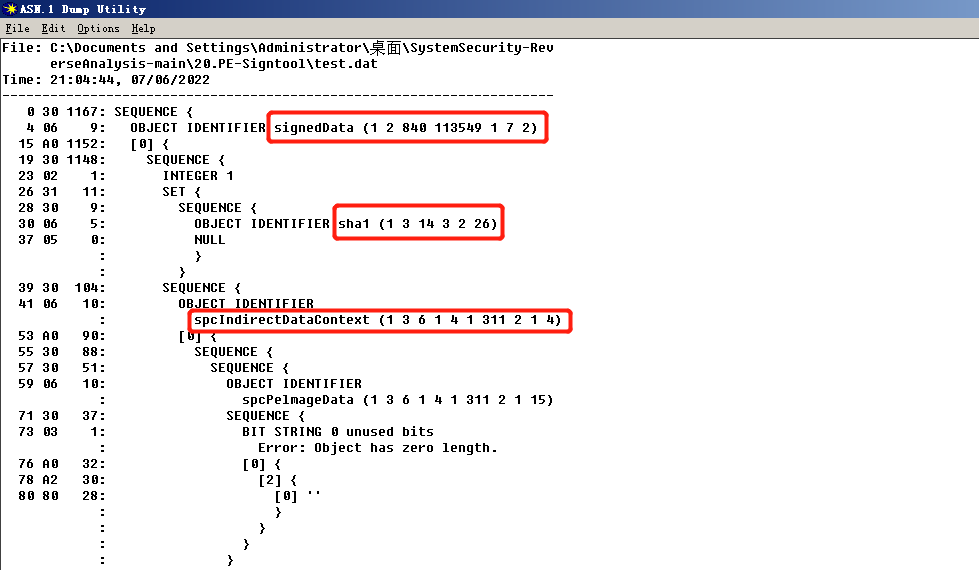 ASN.1 Dump Utility
File Edit Options Help
File: C:\Documents and Settings\Administrator\桌面\SystemSecurity-Rev
      erseAnalysis-main\20.PE-Signtool\test.dat
Time: 21:04:44, 07/06/2022
---------------------------------------------------------------------
   0 30 1167: SEQUENCE {
   4 06    9:   OBJECT IDENTIFIER signedData (1 2 840 113549 1 7 2)
  15 A0 1152:   [0] {
  19 30 1148:     SEQUENCE {
  23 02    1:       INTEGER 1
  26 31   11:       SET {
  28 30    9:         SEQUENCE {
  30 06    5:           OBJECT IDENTIFIER sha1 (1 3 14 3 2 26)
  37 05    0:           NULL
            :           }
            :         }
  39 30  104:       SEQUENCE {
  41 06   10:         OBJECT IDENTIFIER
            :           spcIndirectDataContext (1 3 6 1 4 1 311 2 1 4)
  53 A0   90:         [0] {
  55 30   88:           SEQUENCE {
  57 30   51:             SEQUENCE {
  59 06   10:               OBJECT IDENTIFIER
            :                 spcPelmageData (1 3 6 1 4 1 311 2 1 15)
  71 30   37:               SEQUENCE {
  73 03    1:                 BIT STRING 0 unused bits
            :                   Error: Object has zero length.
  76 A0   32:                 [0] {
  78 A2   30:                   [2] {
  80 80   28:                     [0] ''
            :                     }
            :                   }
            :                 }
            :               }